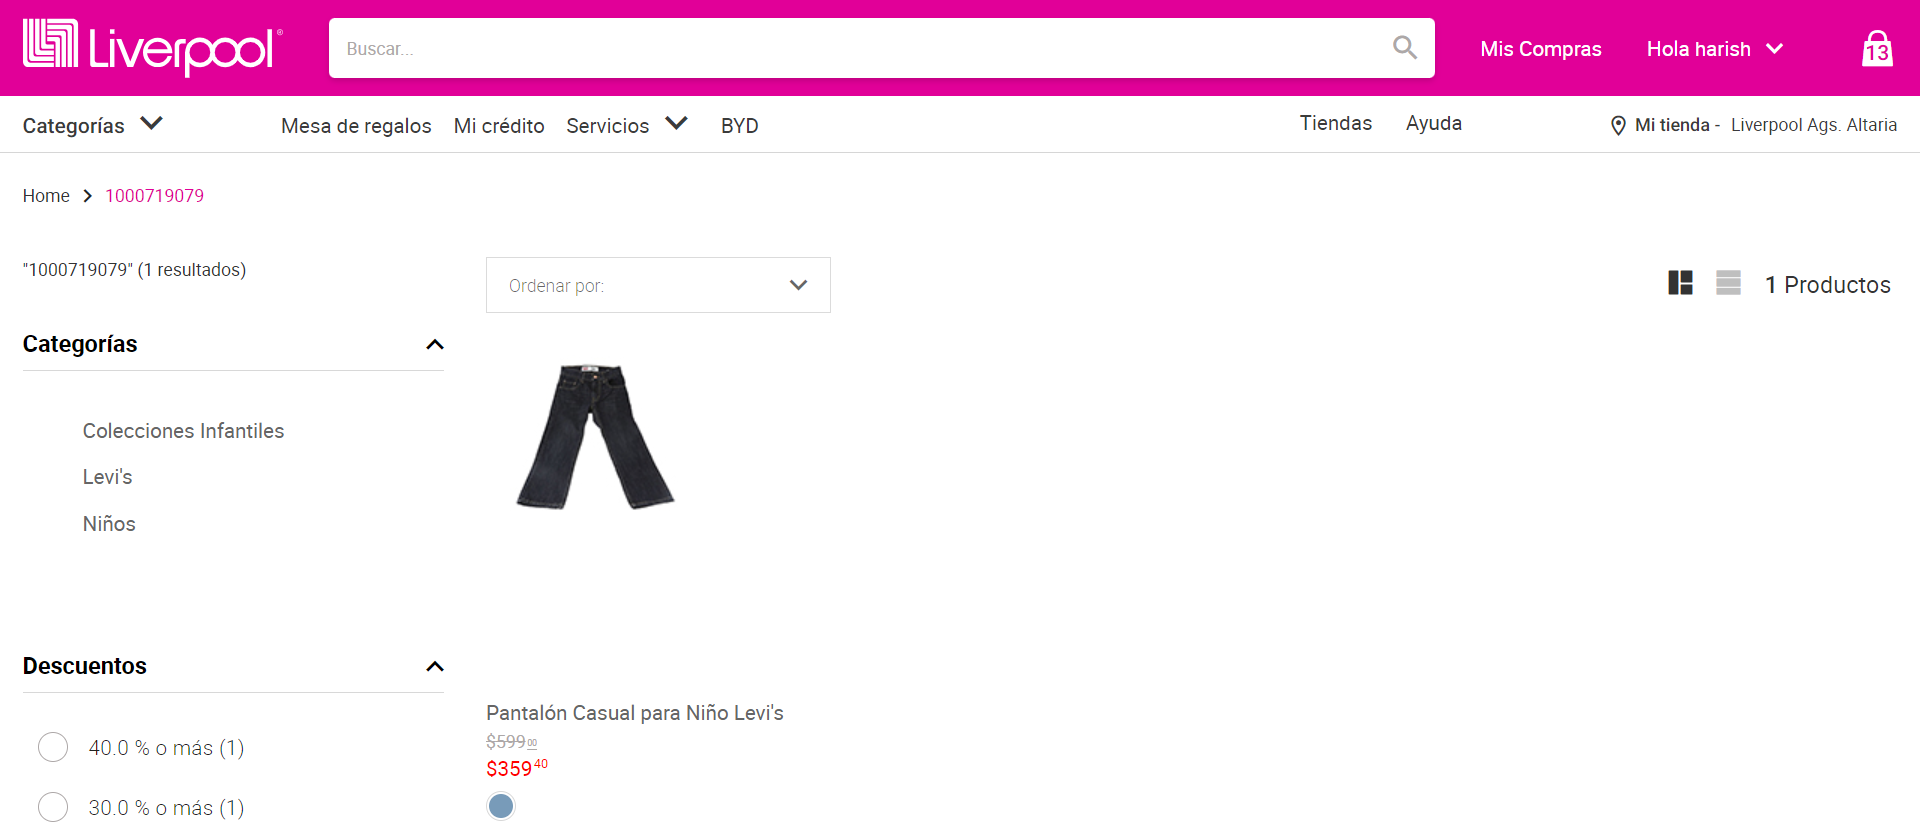 Liverpool®
Buscar...
Mis Compras
Hola harish
13
Categorías
Mesa de regalos
Mi crédito
Servicios
BYD
Tiendas
Ayuda
Mi tienda - Liverpool Ags. Altaria
Home
1000719079
"1000719079" (1 resultados)
Ordenar por:
1 Productos
Categorías
Colecciones Infantiles
Levi's
Niños
Descuentos
40.0 % o más (1)
30.0 % o más (1)
Pantalón Casual para Niño Levi's
$599 00
$359 40